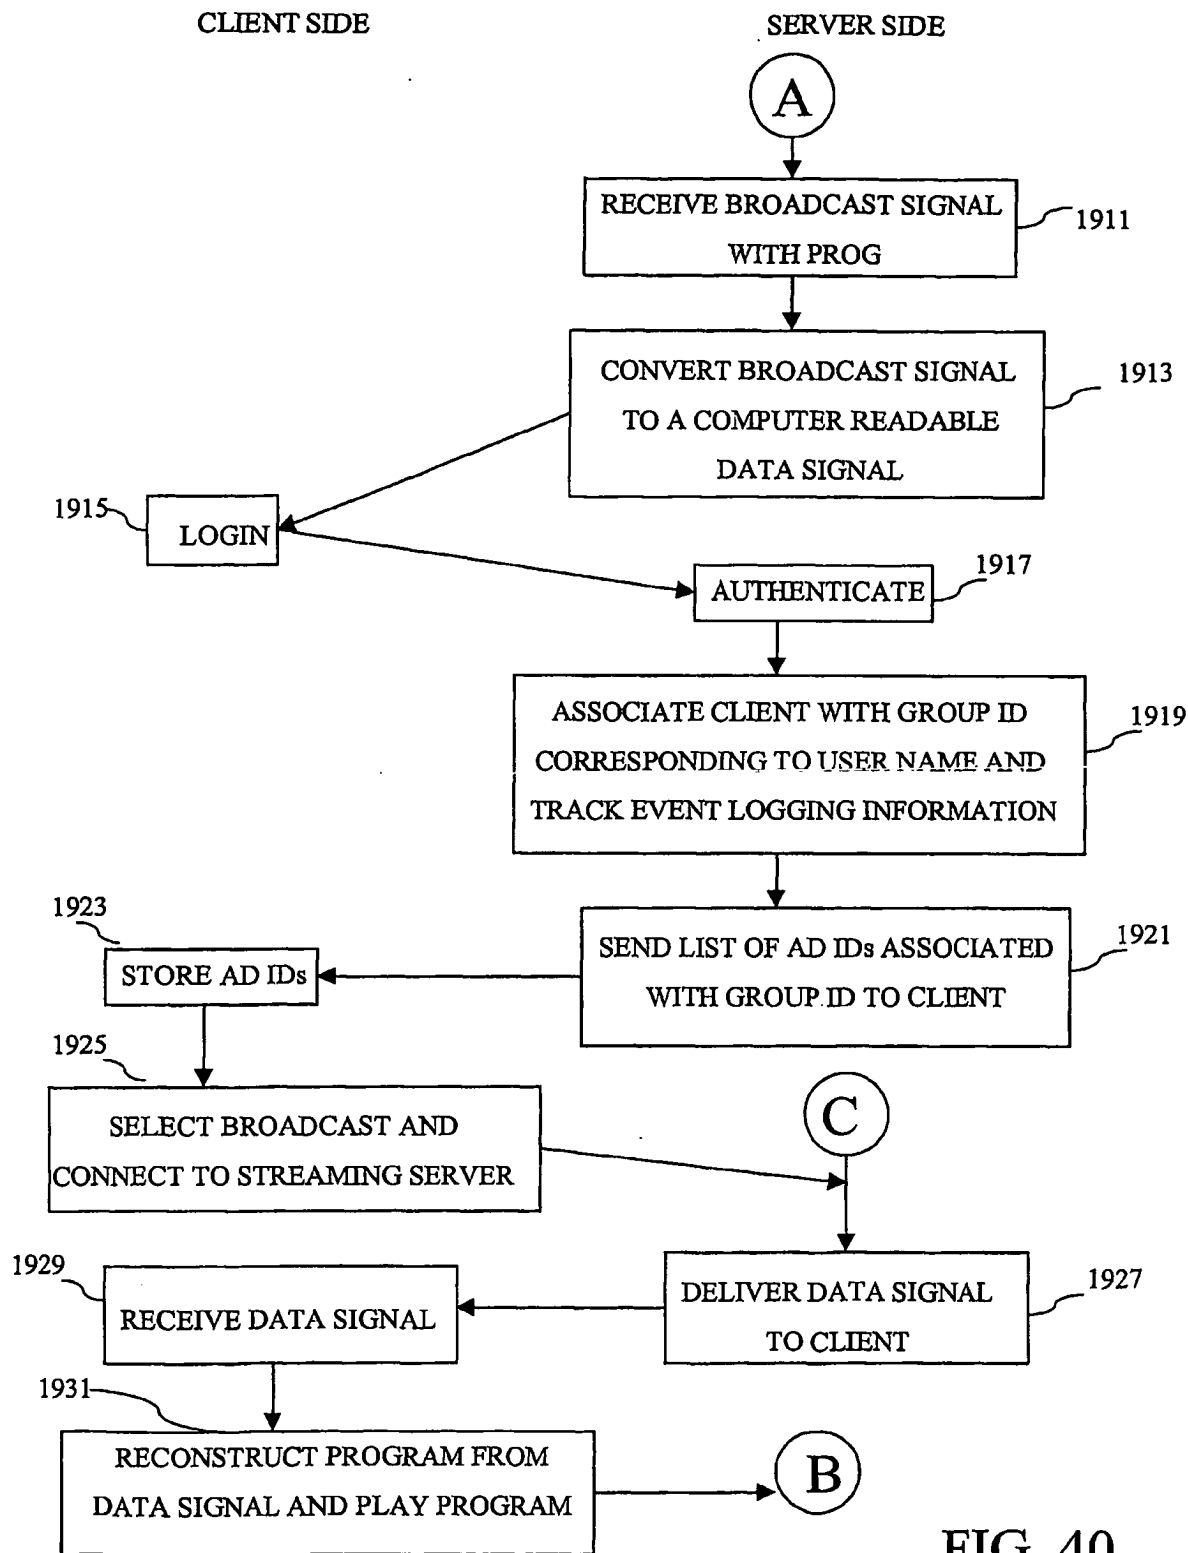 CLIENT SIDE
SERVER SIDE
A
RECEIVE BROADCAST SIGNAL
WITH PROG
1911
CONVERT BROADCAST SIGNAL
TO A COMPUTER READABLE
DATA SIGNAL
1913
1915
LOGIN
AUTHENTICATE
1917
ASSOCIATE CLIENT WITH GROUP ID
CORRESPONDING TO USER NAME AND
TRACK EVENT LOGGING INFORMATION
1919
1923
STORE AD IDs
SEND LIST OF AD IDs ASSOCIATED
WITH GROUP ID TO CLIENT
1921
1925
SELECT BROADCAST AND
CONNECT TO STREAMING SERVER
C
1929
RECEIVE DATA SIGNAL
DELIVER DATA SIGNAL
TO CLIENT
1927
1931
RECONSTRUCT PROGRAM FROM
DATA SIGNAL AND PLAY PROGRAM
B
FIG. 40